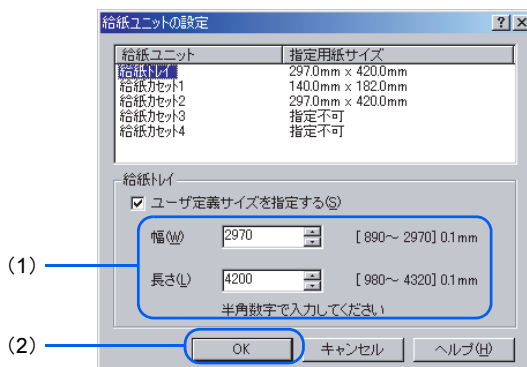 給紙ユニットの設定
給紙ユニット 指定用紙サイズ
給紙トレイ 297.0mm x 420.0mm
給紙カセット1 140.0mm x 182.0mm
給紙カセット2 297.0mm x 420.0mm
給紙カセット3 指定不可
給紙カセット4 指定不可
給紙トレイ
ユーザ定義サイズを指定する(S)
幅(W) 2970 [ 890～ 2970] 0.1mm
(1)
長さ(L) 4200 [ 980～ 4320] 0.1mm
半角数字で入力してください
(2)
OK キャンセル ヘルプ(H)